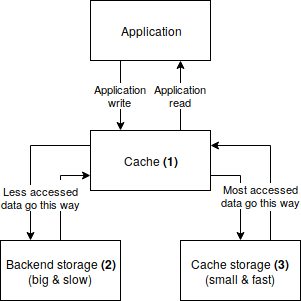 Application
Application
write
Application
read
Cache (1)
Less accessed
data go this way
Most accessed
data go this way
Backend storage (2)
(big & slow)
Cache storage (3)
(small & fast)